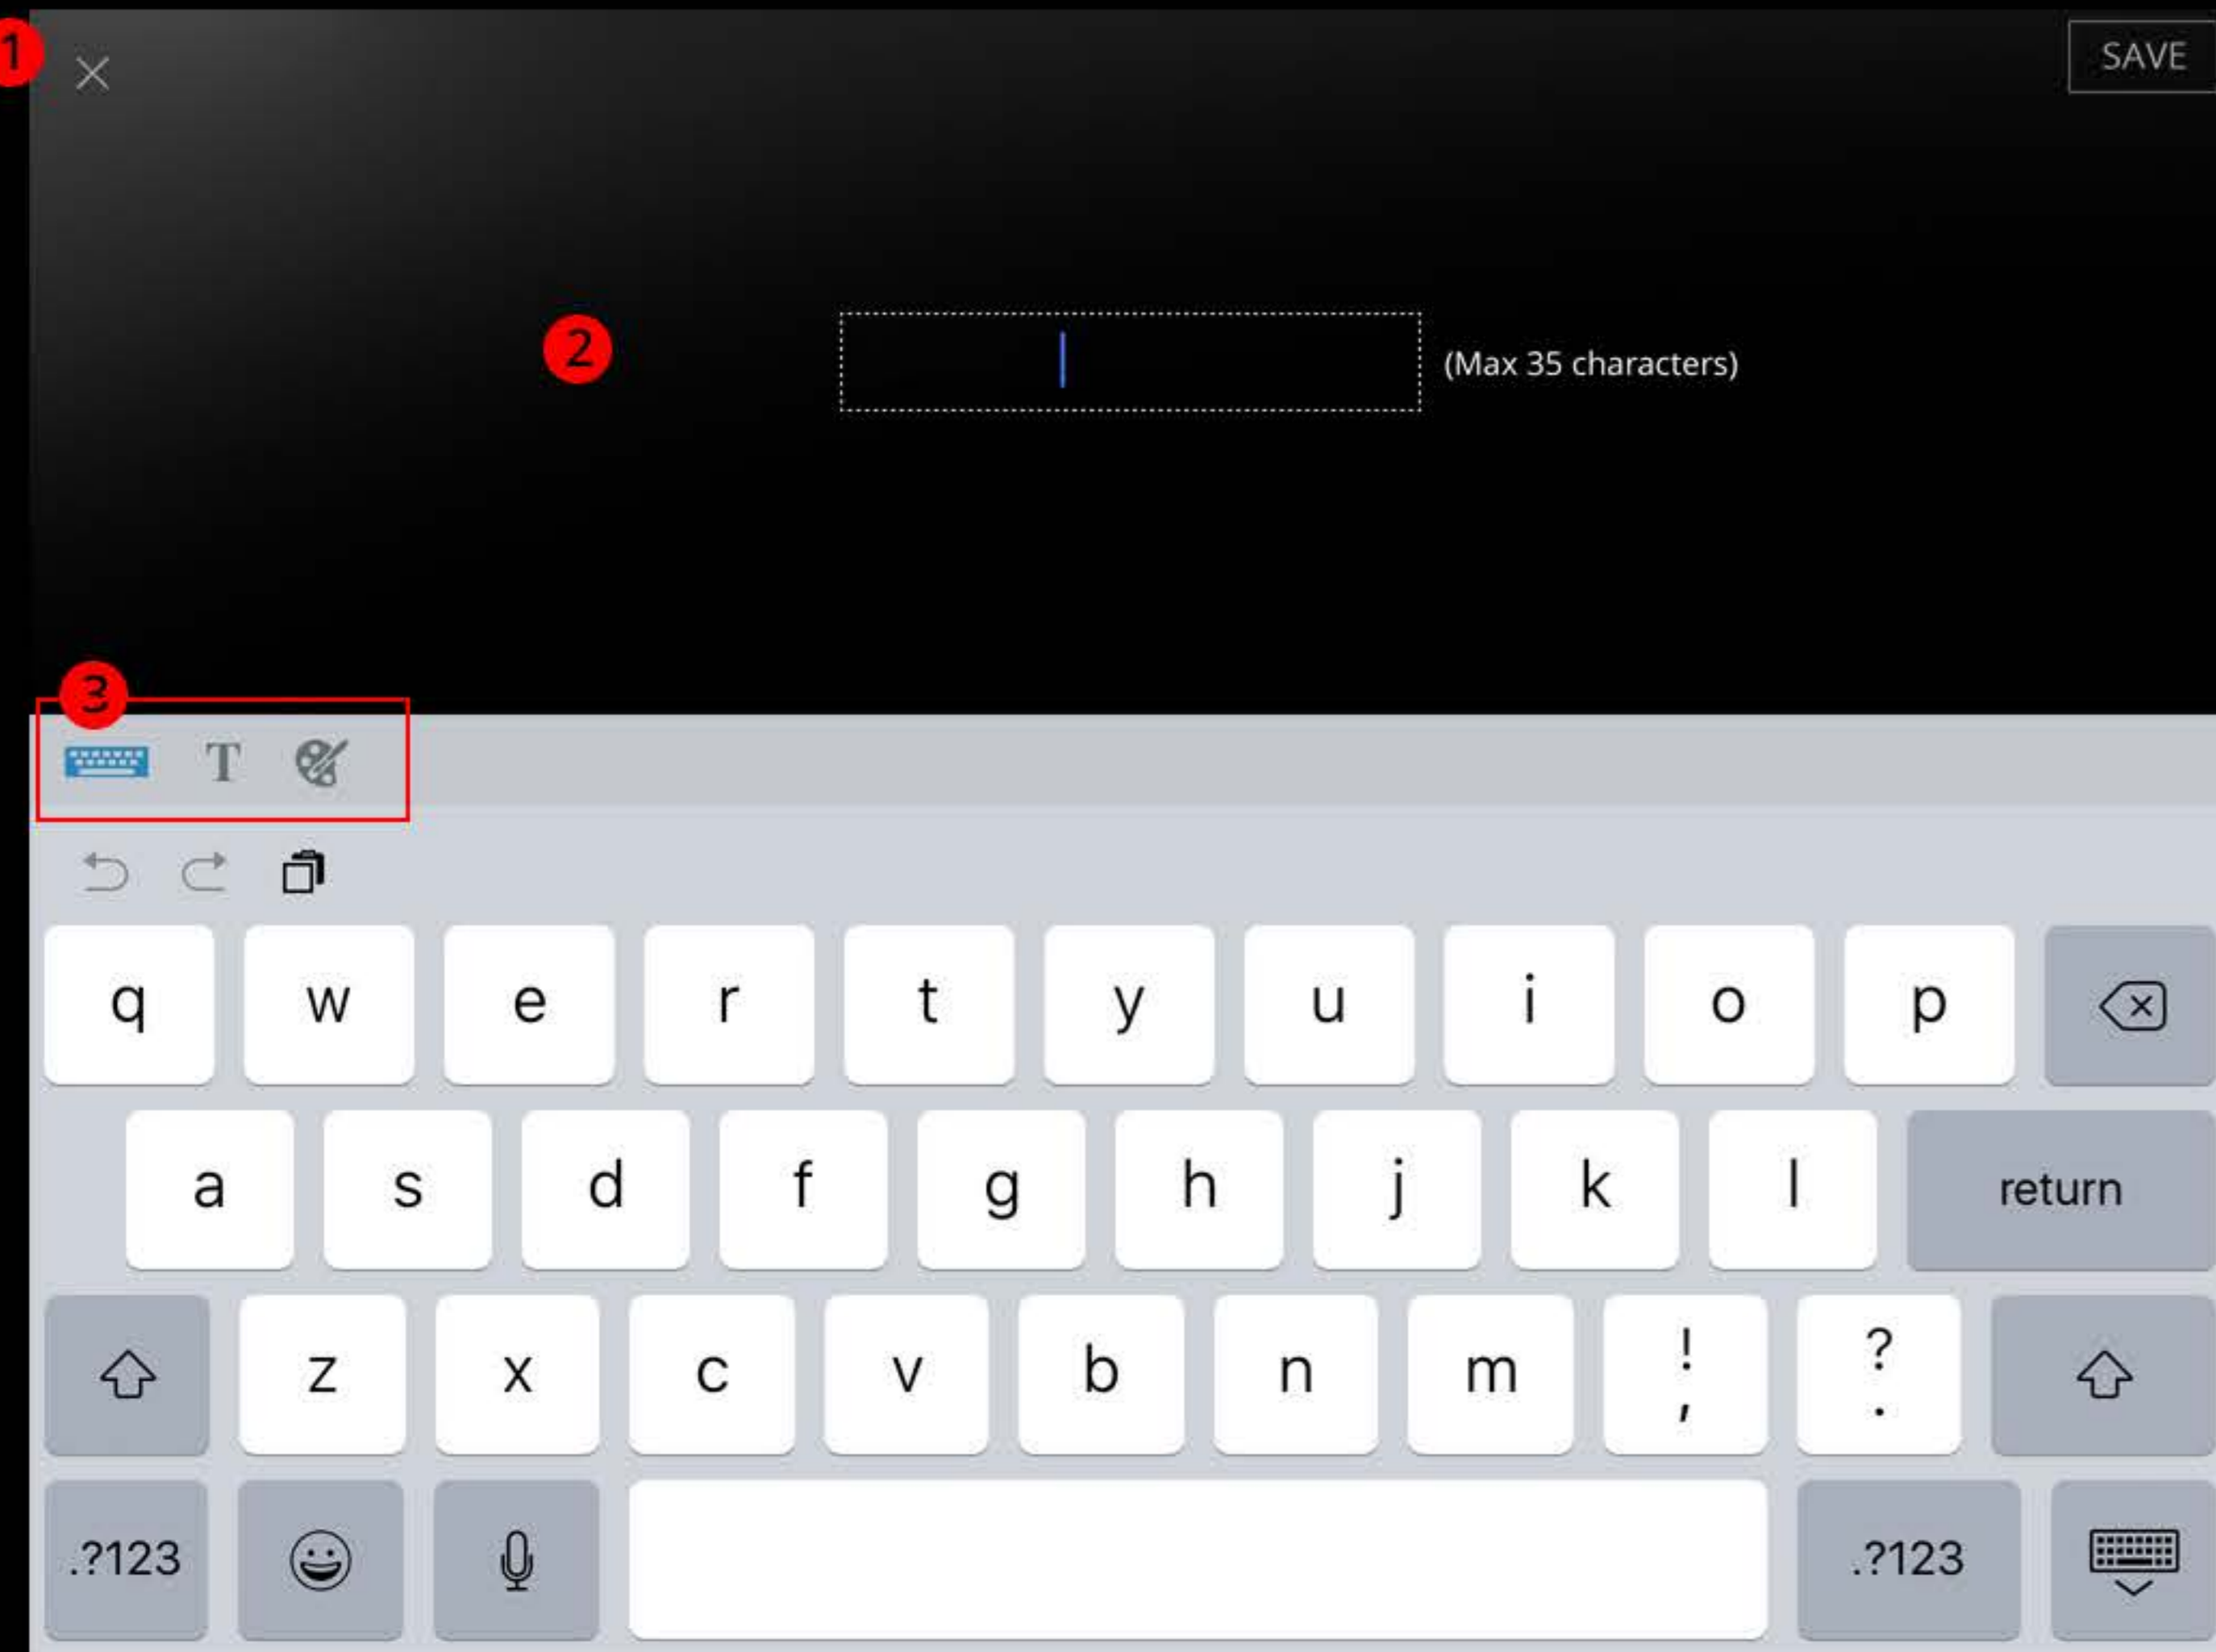 1
SAVE
2
(Max 35 characters)
3
T
q w e r t y u i o p
a s d f g h j k l return
z x c v b n m ! , ? .
.?123 .?123